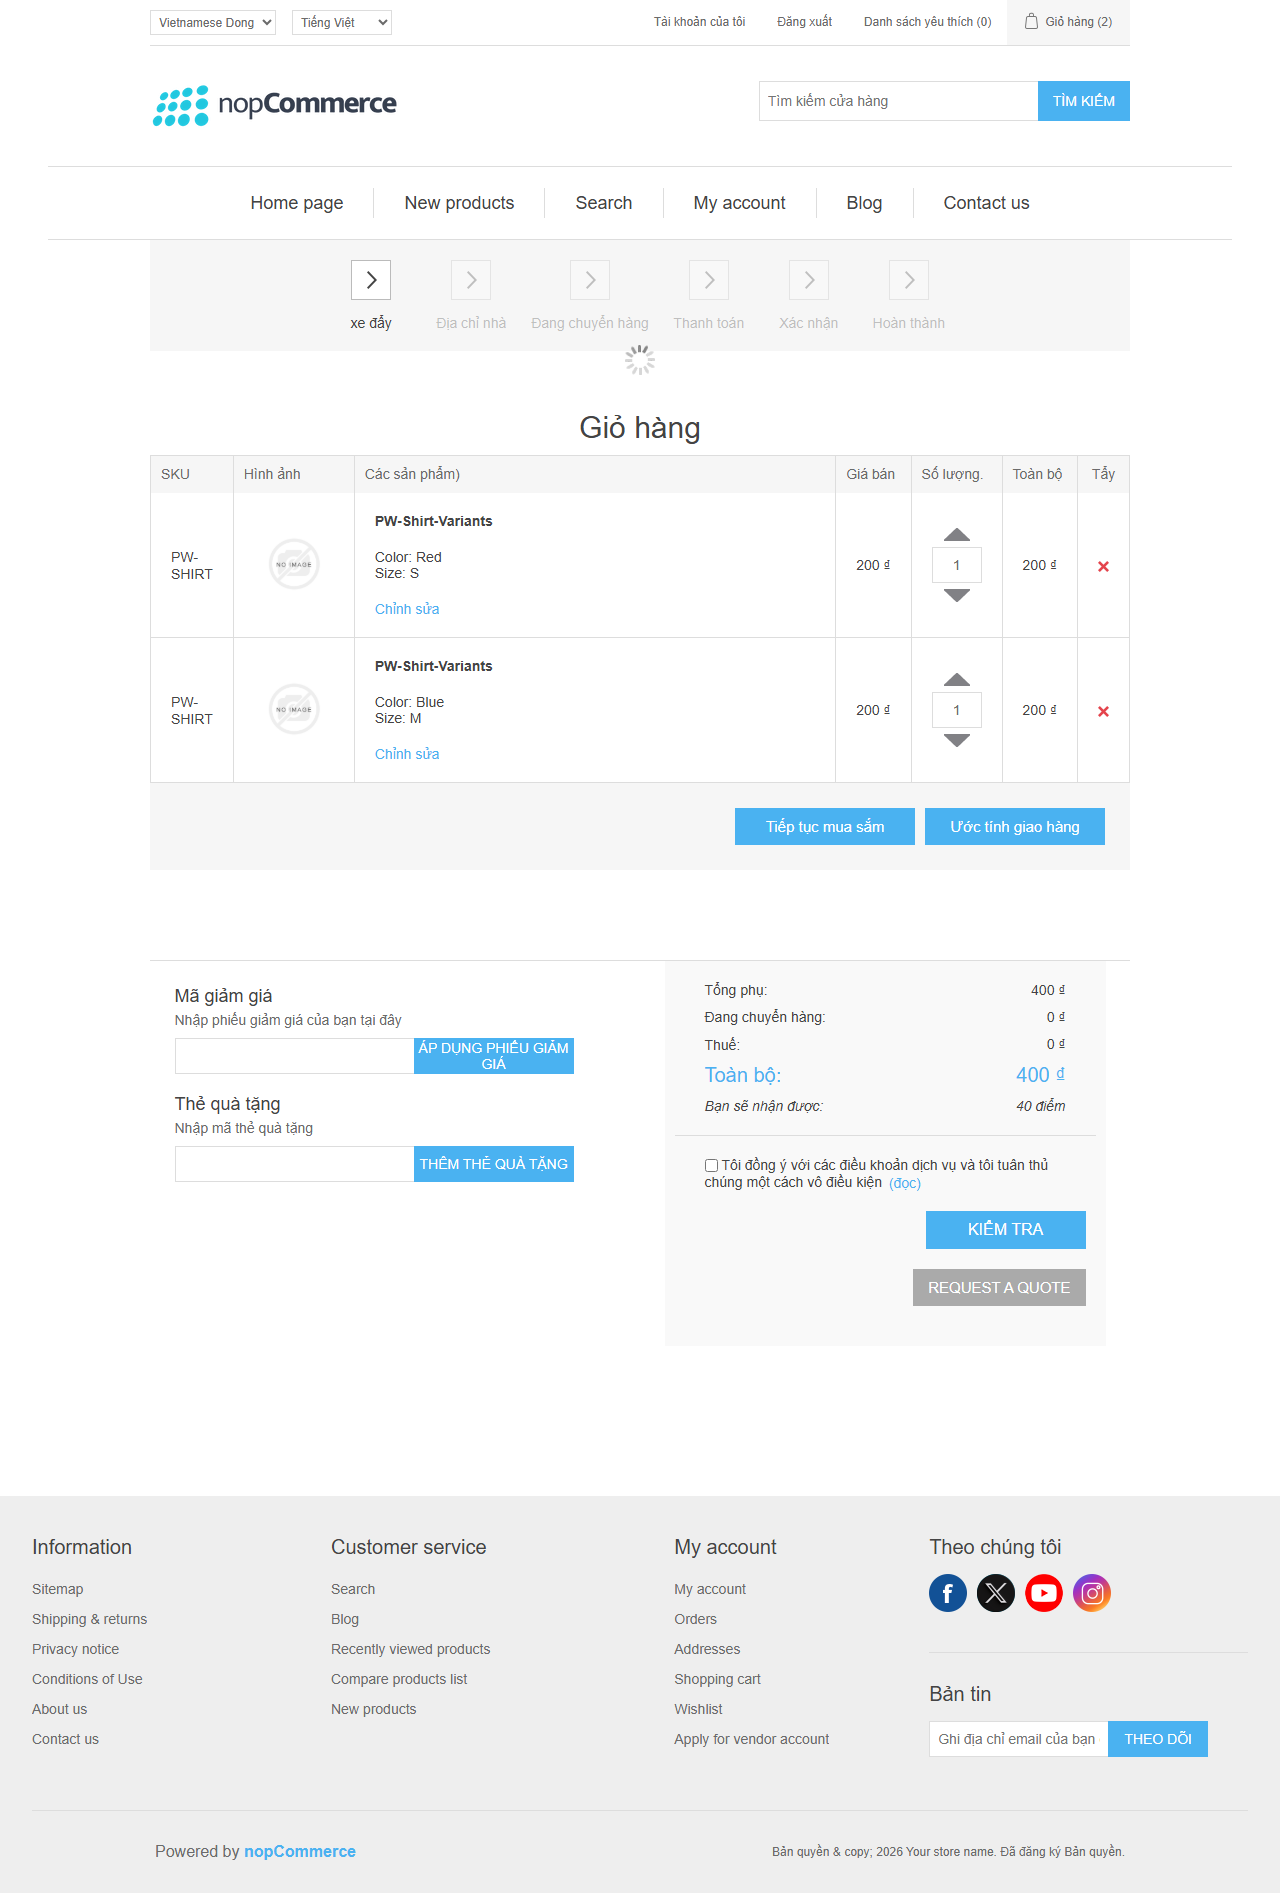 Vietnamese Dong Tiếng Việt Tài khoản của tôi Đăng xuất Danh sách yêu thích (0) Giỏ hàng (2)
nopCommerce Tìm kiếm cửa hàng TÌM KIẾM
Home page New products Search My account Blog Contact us
xe đẩy Địa chỉ nhà Đang chuyển hàng Thanh toán Xác nhận Hoàn thành
Giỏ hàng
SKU Hình ảnh Các sản phẩm) Giá bán Số lượng. Toàn bộ Tẩy
PW-Shirt-Variants
PW-
SHIRT
NO IMAGE
Color: Red
Size: S
200 ₫ 1 200 ₫
Chỉnh sửa
PW-Shirt-Variants
PW-
SHIRT
NO IMAGE
Color: Blue
Size: M
200 ₫ 1 200 ₫
Chỉnh sửa
Tiếp tục mua sắm Ước tính giao hàng
Mã giảm giá
Nhập phiếu giảm giá của bạn tại đây
ÁP DỤNG PHIẾU GIẢM
GIÁ
Thẻ quà tặng
Nhập mã thẻ quà tặng
THÊM THẺ QUÀ TẶNG
Tổng phụ: 400 ₫
Đang chuyển hàng: 0 ₫
Thuế: 0 ₫
Toàn bộ: 400 ₫
Bạn sẽ nhận được: 40 điểm
Tôi đồng ý với các điều khoản dịch vụ và tôi tuân thủ
chúng một cách vô điều kiện (đọc)
KIỂM TRA
REQUEST A QUOTE
Information
Sitemap
Shipping & returns
Privacy notice
Conditions of Use
About us
Contact us
Customer service
Search
Blog
Recently viewed products
Compare products list
New products
My account
My account
Orders
Addresses
Shopping cart
Wishlist
Apply for vendor account
Theo chúng tôi
Bản tin
Ghi địa chỉ email của bạn THEO DÕI
Powered by nopCommerce
Bản quyền & copy; 2026 Your store name. Đã đăng ký Bản quyền.